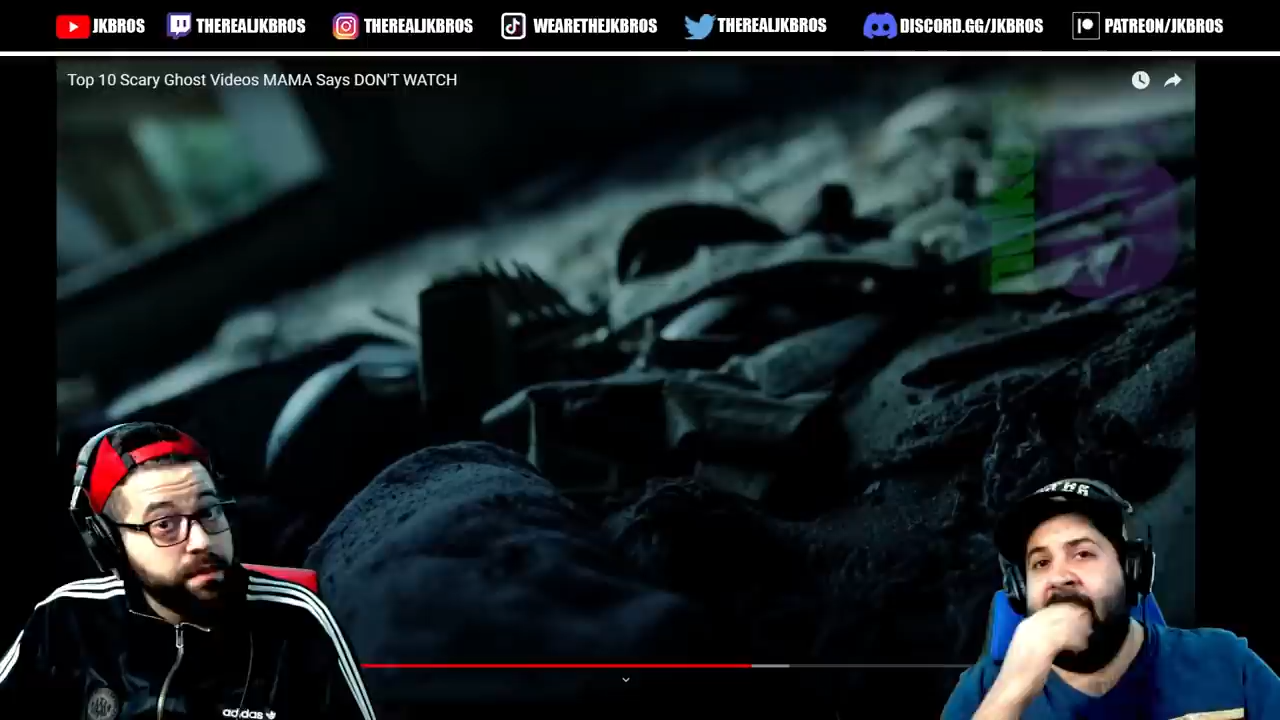 JKBROS THEREALJKBROS THEREALJKBROS WEARETHEJKBROS THEREALJKBROS DISCORD.GG/JKBROS PATREON/JKBROS
Top 10 Scary Ghost Videos MAMA Says DON'T WATCH
adidas